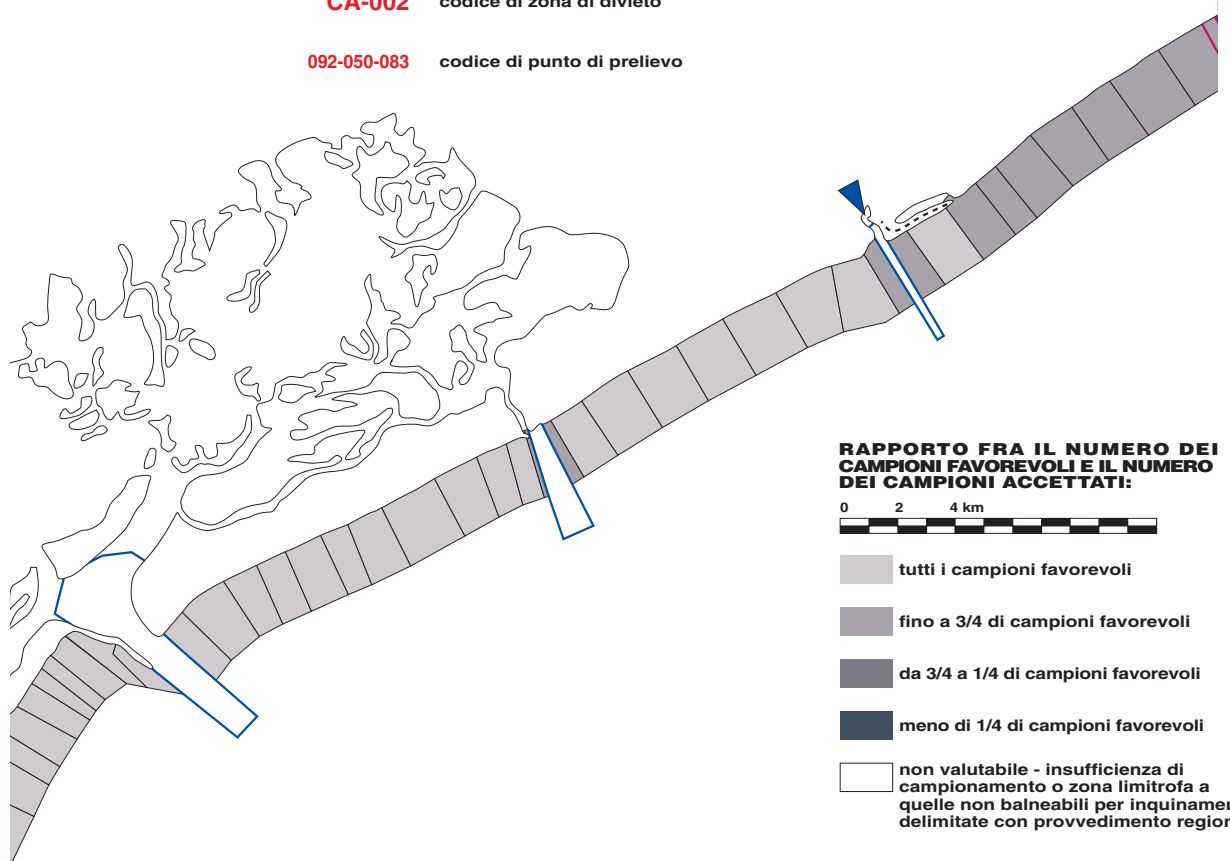 CA-002 codice di zona di divieto
092-050-083 codice di punto di prelievo
RAPPORTO FRA IL NUMERO DEI
CAMPIONI FAVOREVOLI E IL NUMERO
DEI CAMPIONI ACCETTATI:
0 2 4 km
tutti i campioni favorevoli
fino a 3/4 di campioni favorevoli
da 3/4 a 1/4 di campioni favorevoli
meno di 1/4 di campioni favorevoli
non valutabile - insufficienza di
campionamento o zona limitrofa a
quelle non balneabili per
delimitate con provvedimento